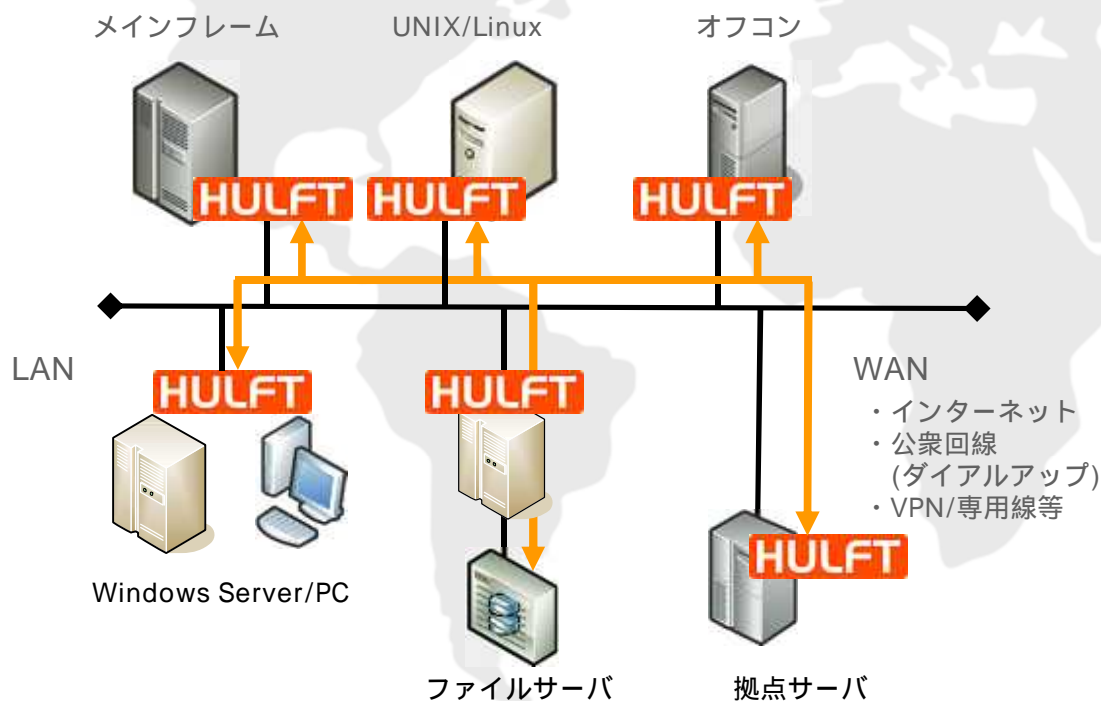 メインフレーム
UNIX/Linux
オフコン
HULFT
HULFT
HULFT
LAN
HULFT
HULFT
WAN
・インターネット
・公衆回線
(ダイアルアップ)
・VPN/専用線等
HULFT
Windows Server/PC
ファイルサーバ
拠点サーバ